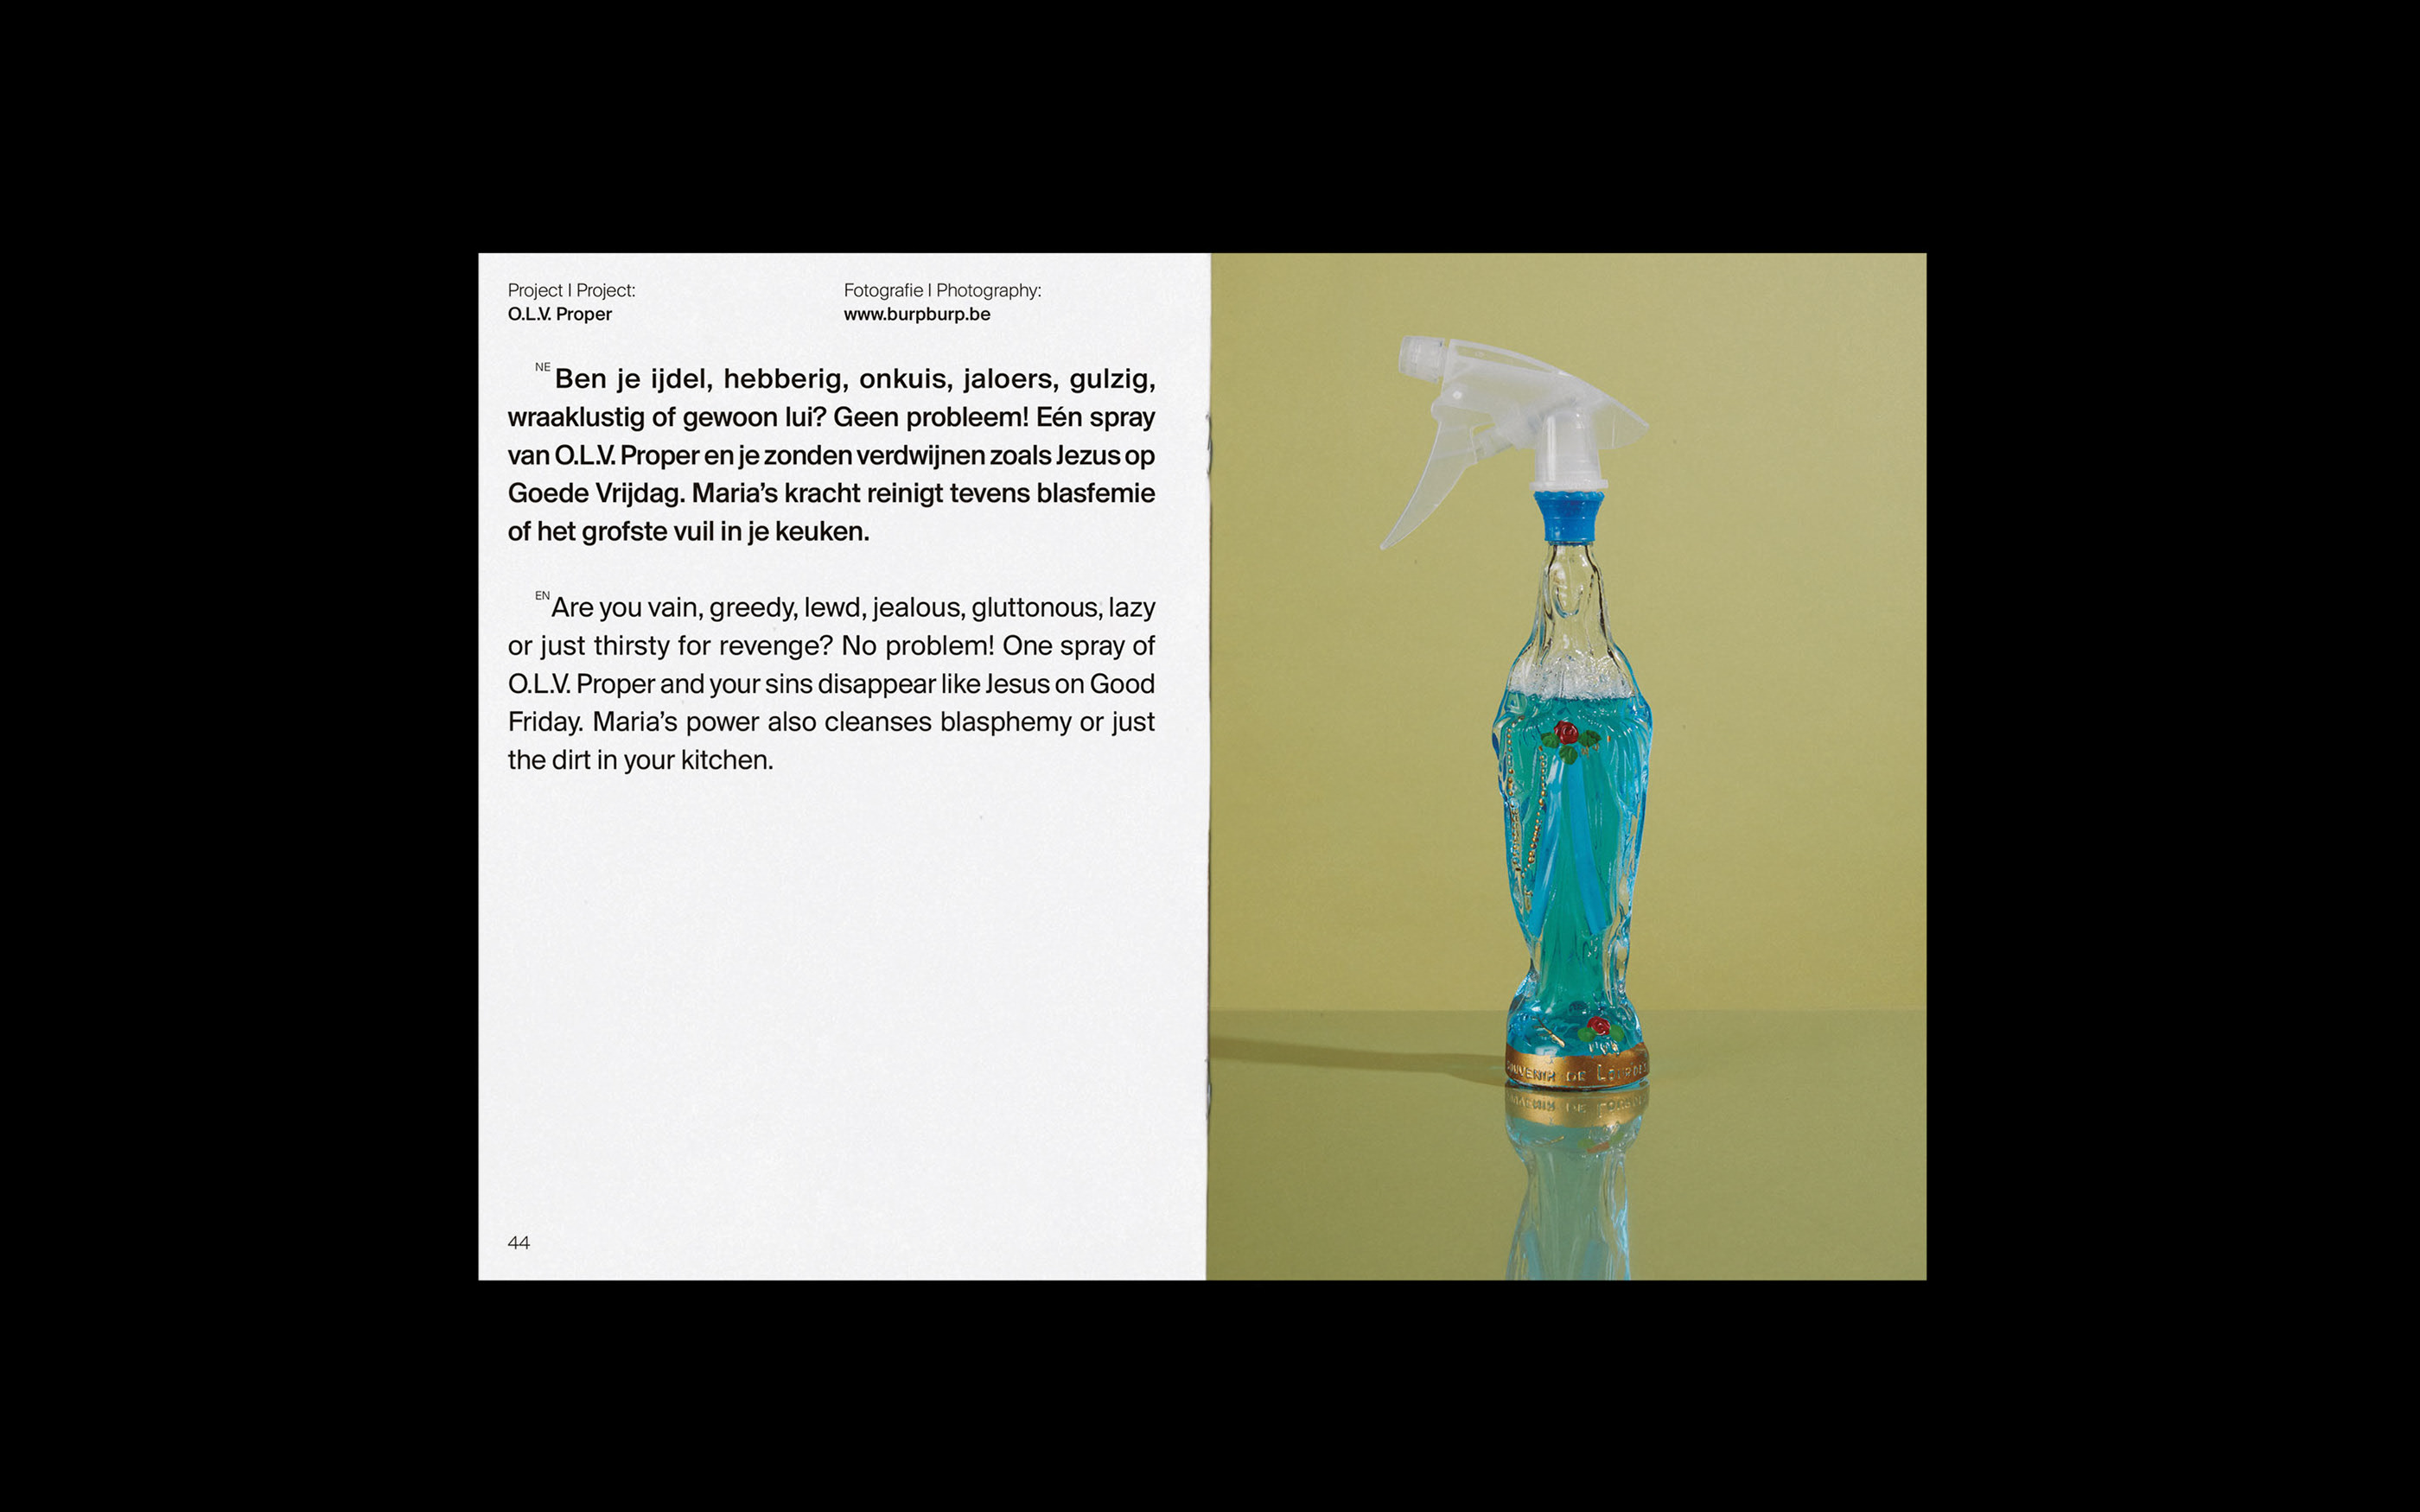 Project | Project:
O.L.V. Proper
Fotografie | Photography:
www.burpburp.be
NE Ben je ijdel, hebberig, onkuis, jaloers, gulzig,
wraaklustig of gewoon lui? Geen probleem! Eén spray
van O.L.V. Proper en je zonden verdwijnen zoals Jezus op
Goede Vrijdag. Maria’s kracht reinigt tevens blasfemie
of het grofste vuil in je keuken.
EN Are you vain, greedy, lewd, jealous, gluttonous, lazy
or just thirsty for revenge? No problem! One spray of
O.L.V. Proper and your sins disappear like Jesus on Good
Friday. Maria’s power also cleanses blasphemy or just
the dirt in your kitchen.
44
SOUVENIR DE LOURDES